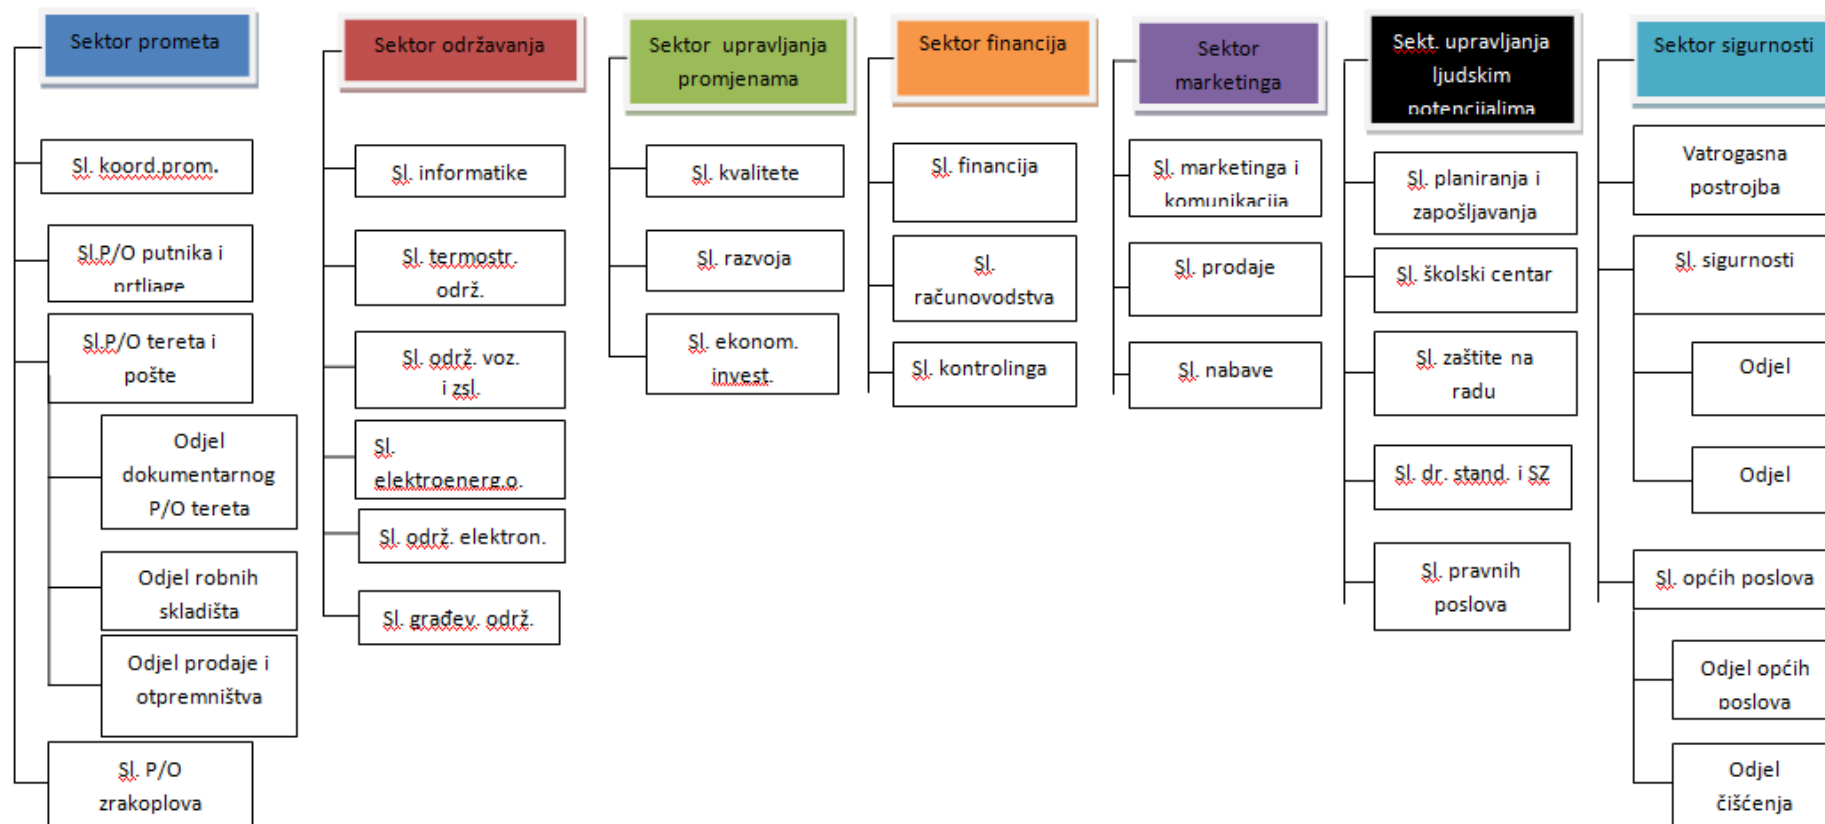 Sektor prometa
Sl. koord.prom.
Sl.P/O putnika i
prtljage
Sl.P/O tereta i
pošte
Odjel
dokumentarnog
P/O tereta
Odjel robnih
skladišta
Odjel prodaje i
otpremništva
Sl. P/O
zrakoplova
Sektor održavanja
Sl. informatike
Sl. termostr.
održ.
Sl. održ. voz.
i zsl.
Sl.
elektroenerg.o.
Sl. održ. elektron.
Sl. građev. održ.
Sektor upravljanja
promjenama
Sl. kvalitete
Sl. razvoja
Sl. ekonom.
invest.
Sektor financija
Sl. financija
Sl.
računovodstva
Sl. kontrolinga
Sektor
marketinga
Sl. marketinga i
komunikacija
Sl. prodaje
Sl. nabave
Sekt. upravljanja
ljudskim
potencijalima
Sl. planiranja i
zapošljavanja
Sl. školski centar
Sl. zaštite na
radu
Sl. dr. stand. i SZ
Sl. pravnih
poslova
Sektor sigurnosti
Vatrogasna
postrojba
Sl. sigurnosti
Odjel
Odjel
Sl. općih poslova
Odjel općih
poslova
Odjel
čišćenja